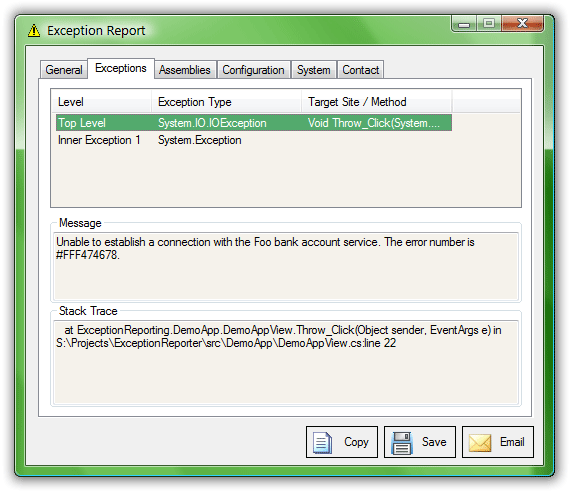 Exception Report
General Exceptions Assemblies Configuration System Contact
Level Exception Type Target Site / Method
Top Level System.IO.IOException Void Throw_Click(System....
Inner Exception 1 System.Exception
Message
Unable to establish a connection with the Foo bank account service. The error number is
#FFF474678.
Stack Trace
at ExceptionReporting.DemoApp.DemoAppView.Throw_Click(Object sender, EventArgs e) in
S:\Projects\ExceptionReporter\src\DemoApp\DemoAppView.cs:line 22
Copy Save Email